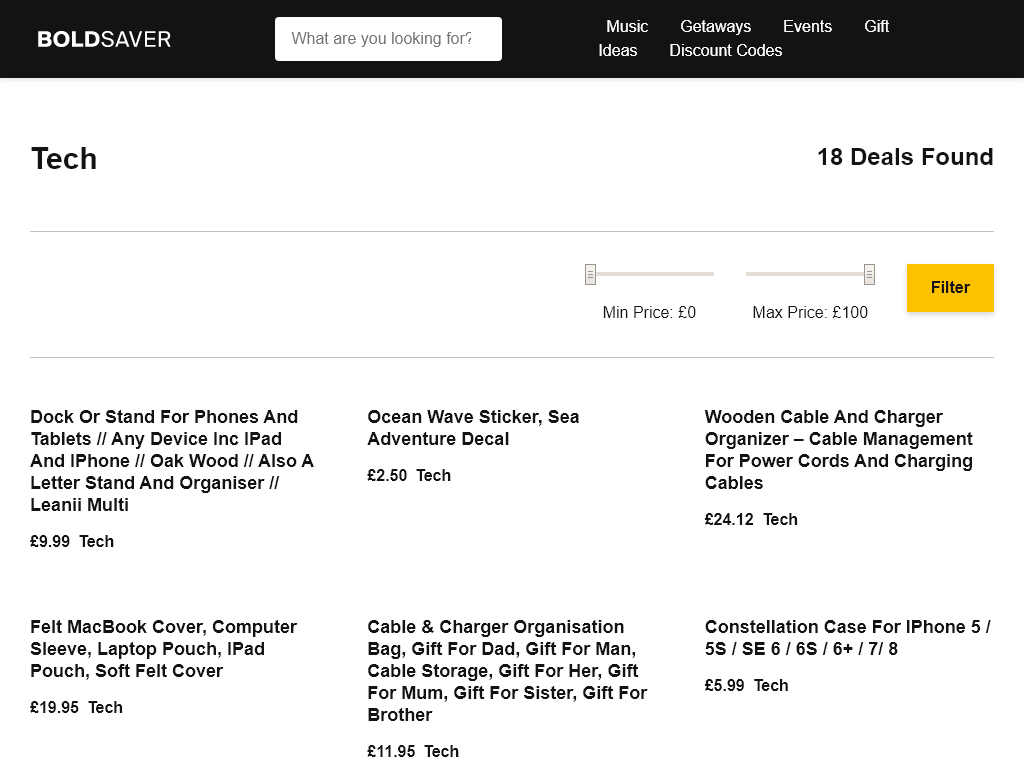 BOLDSAVER
What are you looking for?
Music Getaways Events Gift
Ideas Discount Codes
Tech
18 Deals Found
Min Price: £0
Max Price: £100
Filter
Dock Or Stand For Phones And
Tablets // Any Device Inc IPad
And IPhone // Oak Wood // Also A
Letter Stand And Organiser //
Leanii Multi
£9.99 Tech
Ocean Wave Sticker, Sea
Adventure Decal
£2.50 Tech
Wooden Cable And Charger
Organizer – Cable Management
For Power Cords And Charging
Cables
£24.12 Tech
Felt MacBook Cover, Computer
Sleeve, Laptop Pouch, IPad
Pouch, Soft Felt Cover
£19.95 Tech
Cable & Charger Organisation
Bag, Gift For Dad, Gift For Man,
Cable Storage, Gift For Her, Gift
For Mum, Gift For Sister, Gift For
Brother
£11.95 Tech
Constellation Case For IPhone 5 /
5S / SE 6 / 6S / 6+ / 7/ 8
£5.99 Tech